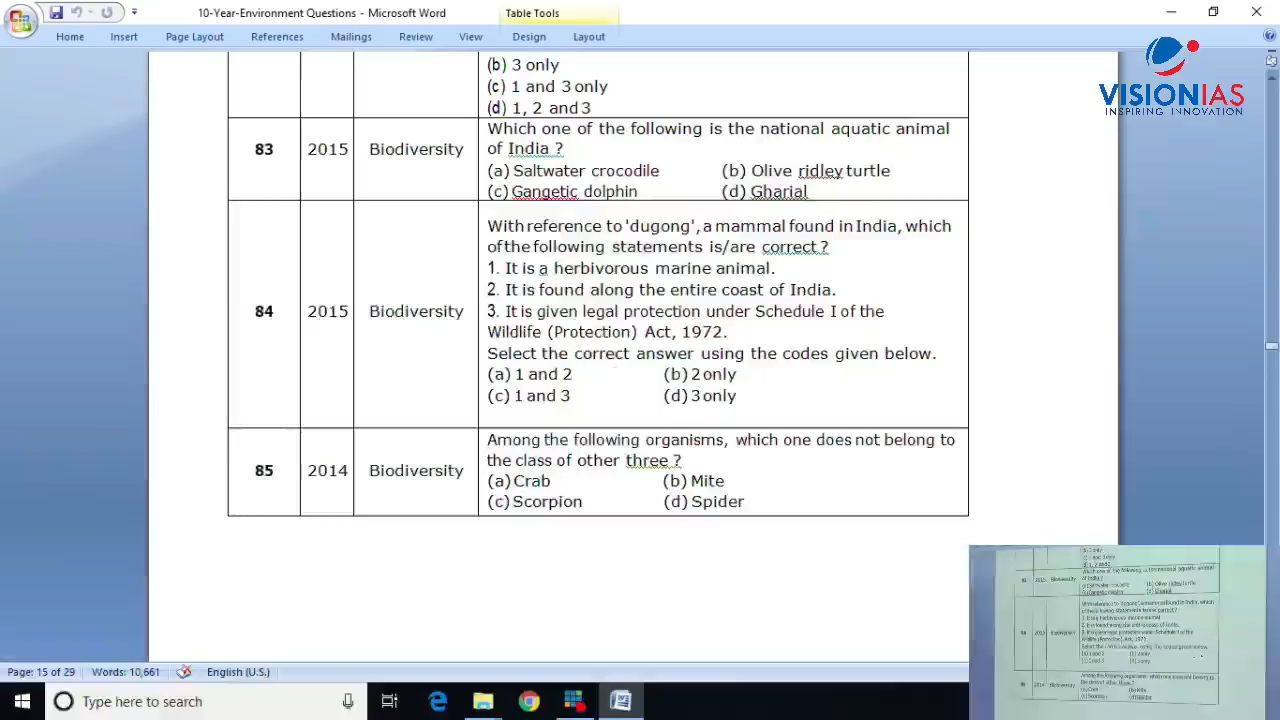 10-Year-Environment Questions - Microsoft Word
Table Tools
Home Insert Page Layout References Mailings Review View Design Layout
VISIONIAS
INSPIRING INNOVATION
(b) 3 only
(c) 1 and 3 only
(d) 1, 2 and 3
83 2015 Biodiversity
Which one of the following is the national aquatic animal
of India ?
(a) Saltwater crocodile (b) Olive ridley turtle
(c) Gangetic dolphin (d) Gharial
84 2015 Biodiversity
With reference to 'dugong', a mammal found in India, which
of the following statements is/are correct ?
1. It is a herbivorous marine animal.
2. It is found along the entire coast of India.
3. It is given legal protection under Schedule I of the
Wildlife (Protection) Act, 1972.
Select the correct answer using the codes given below.
(a) 1 and 2 (b) 2 only
(c) 1 and 3 (d) 3 only
85 2014 Biodiversity
Among the following organisms, which one does not belong to
the class of other three ?
(a) Crab (b) Mite
(c) Scorpion (d) Spider
Page: 15 of 29 Words: 10,661 English (U.S.)
Type here to search